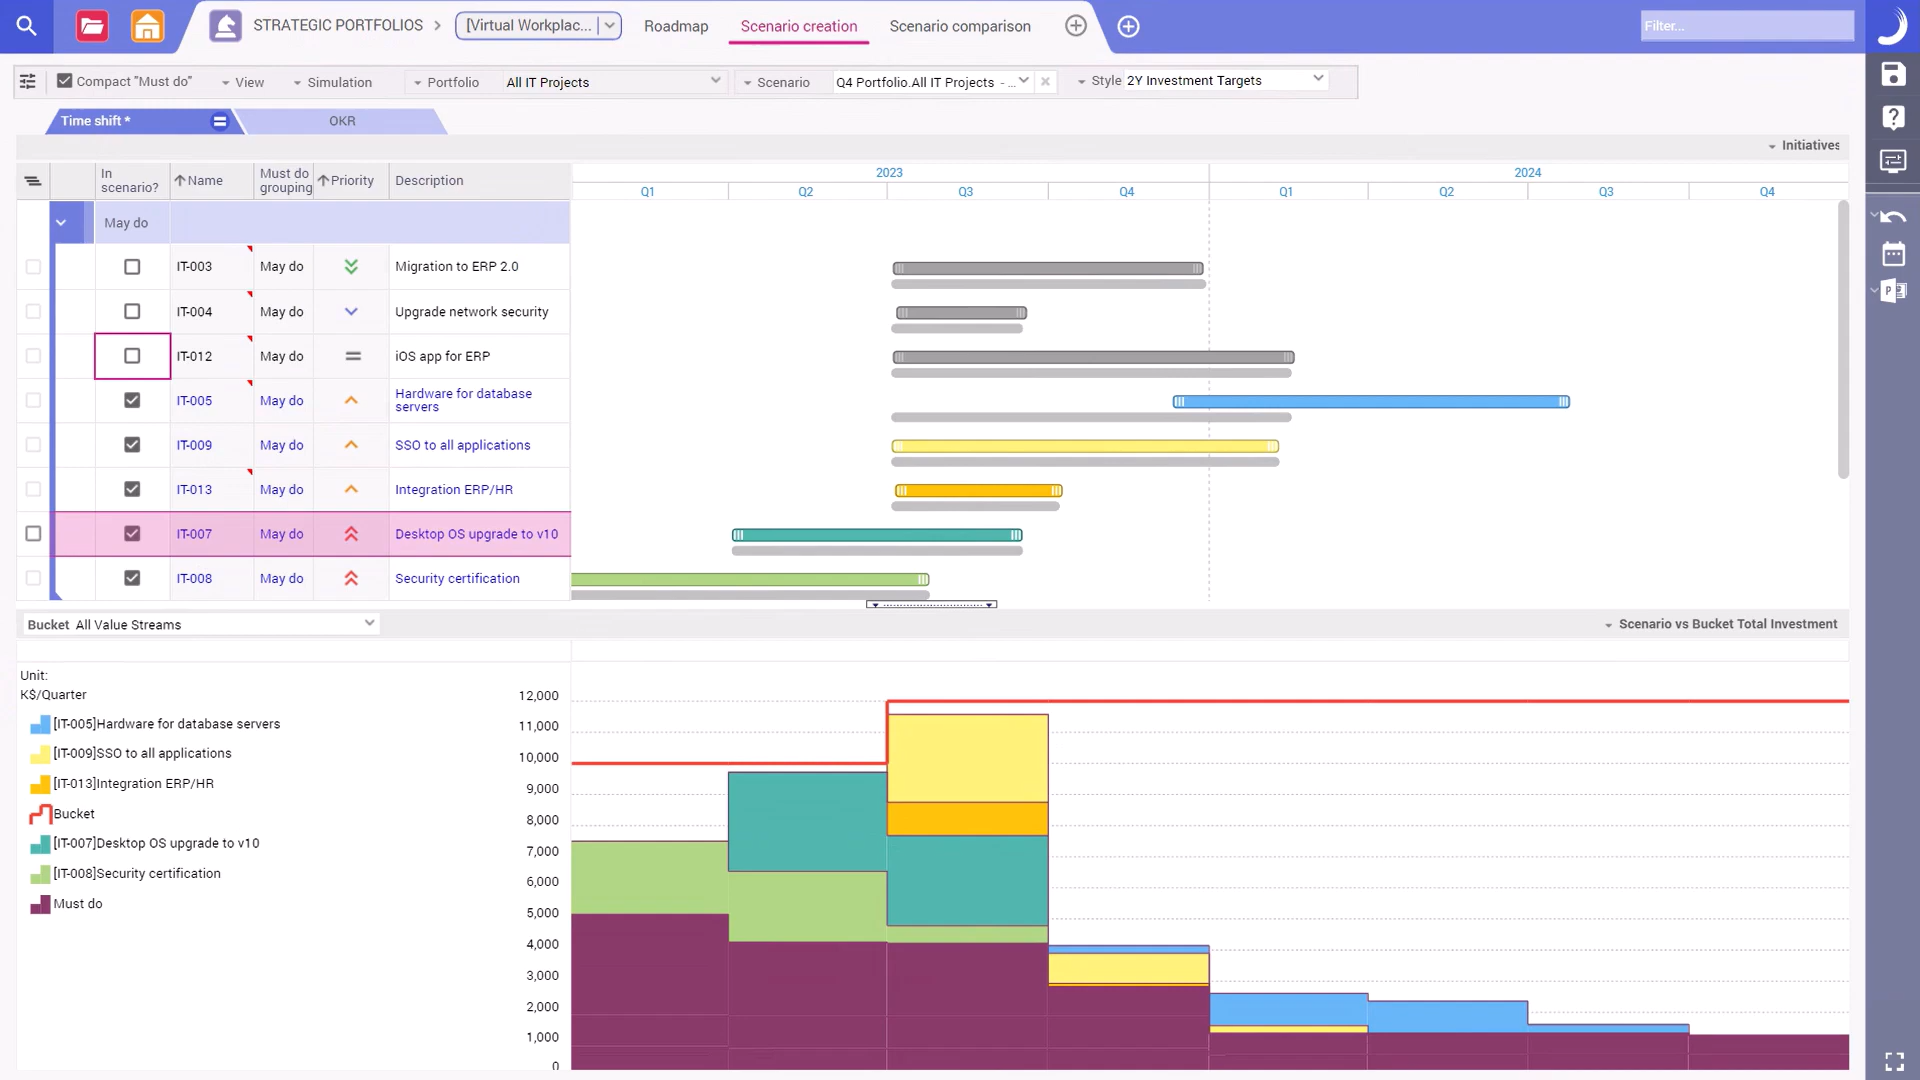 STRATEGIC PORTFOLIOS
[Virtual Workplac...
Roadmap
Scenario creation
Scenario comparison
Filter...
Compact "Must do"
View
Simulation
Portfolio
All IT Projects
Scenario
Q4 Portfolio.All IT Projects - ...
Style
2Y Investment Targets
Time shift *
OKR
Initiatives
In scenario?
Name
Must do grouping
Priority
Description
2023
2024
Q1
Q2
Q3
Q4
Q1
Q2
Q3
Q4
May do
IT-003 May do Migration to ERP 2.0
IT-004 May do Upgrade network security
IT-012 May do iOS app for ERP
IT-005 May do Hardware for database servers
IT-009 May do SSO to all applications
IT-013 May do Integration ERP/HR
IT-007 May do Desktop OS upgrade to v10
IT-008 May do Security certification
Bucket All Value Streams
Scenario vs Bucket Total Investment
Unit:
K$/Quarter
[IT-005]Hardware for database servers
[IT-009]SSO to all applications
[IT-013]Integration ERP/HR
Bucket
[IT-007]Desktop OS upgrade to v10
[IT-008]Security certification
Must do
12,000
11,000
10,000
9,000
8,000
7,000
6,000
5,000
4,000
3,000
2,000
1,000
0